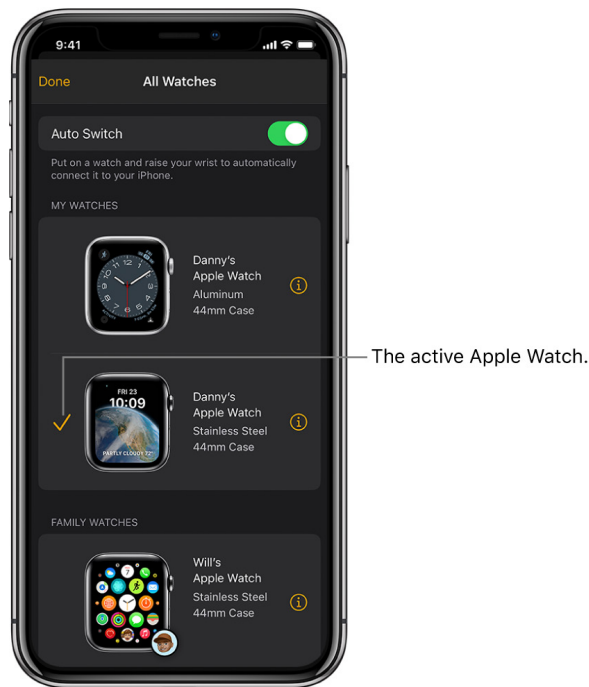 9:41
Done
All Watches
Auto Switch
Put on a watch and raise your wrist to automatically
connect it to your iPhone.
MY WATCHES
Danny's
Apple Watch
Aluminum
44mm Case
The active Apple Watch.
FRI 23
10:09
PARTLY CLOUDY 72°
Danny's
Apple Watch
Stainless Steel
44mm Case
FAMILY WATCHES
Will's
Apple Watch
Stainless Steel
44mm Case